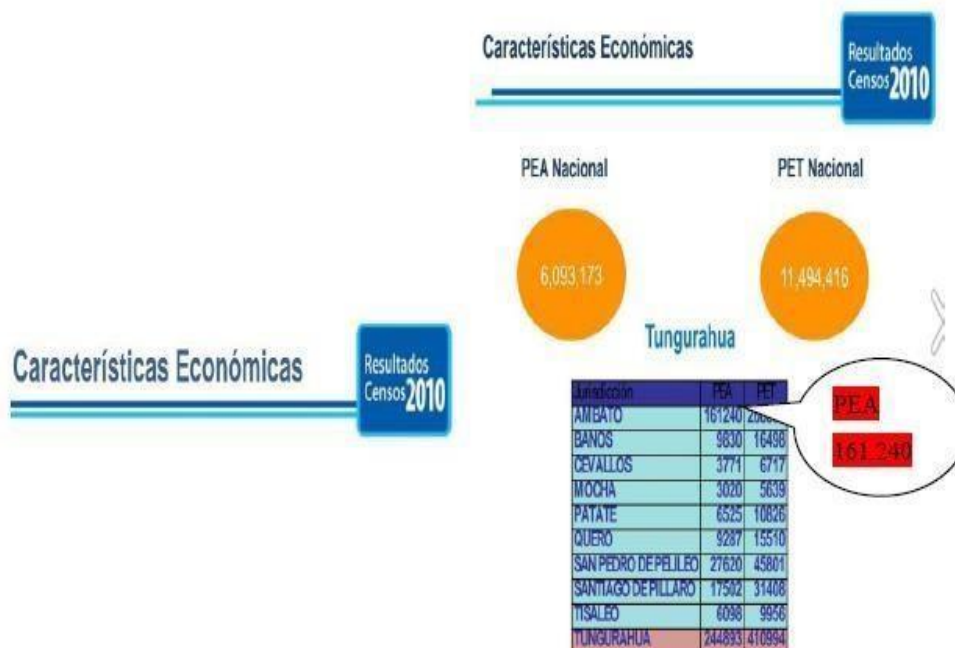 Características Económicas
Resultados
Censos 2010
Características Económicas
Resultados
Censos 2010
PEA Nacional
PET Nacional
6,093,173
11,494,416
Tungurahua
Jurisdicción PEA PET
AMBATO 161240
BANOS 9830 16498
CEVALLOS 3771 6717
MOCHA 3020 5639
PATATE 6525 10826
QUERO 9287 15510
SAN PEDRO DE PELILEO 27620 45801
SANTIAGO DE PILLARO 17502 31408
TISALEO 6098 9956
TUNGURAHUA 244893 410994
PEA
161.240